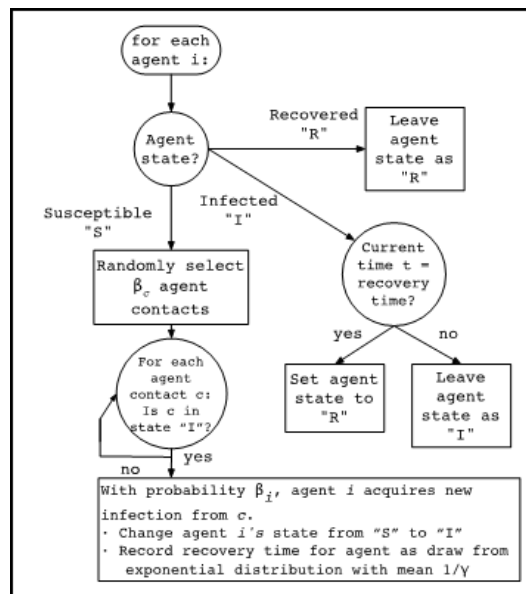 for each
agent i:
Agent
state?
Recovered
"R"
Leave
agent
state as
"R"
Susceptible
"S"
Infected
"I"
Randomly select
βc agent
contacts
Current
time t =
recovery
time?
yes
no
For each
agent
contact c:
Is c in
state “I”?
Set agent
state to
"R"
Leave
agent
state as
"I"
no
yes
With probability βi, agent i acquires new
infection from c.
· Change agent i's state from “S” to “I”
· Record recovery time for agent as draw from
exponential distribution with mean 1/γ